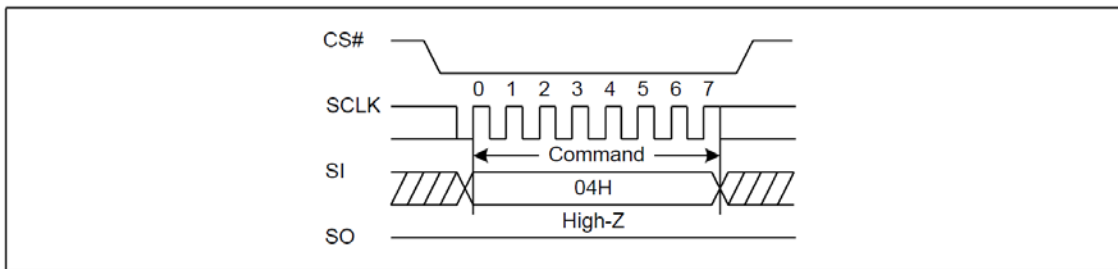 CS#
0 1 2 3 4 5 6 7
SCLK
Command
SI
04H
High-Z
SO